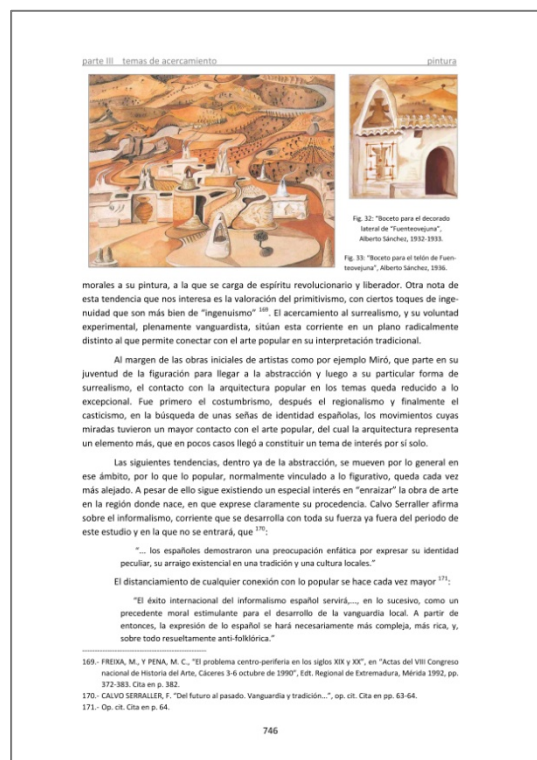 parte III temas de acercamiento pintura
Fig. 32: "Boceto para el decorado
lateral de "Fuenteovejuna",
Alberto Sánchez, 1932-1933.
Fig. 33: "Boceto para el telón de Fuen-
teovejuna", Alberto Sánchez, 1936.
morales a su pintura, a la que se carga de espíritu revolucionario y liberador. Otra nota de
esta tendencia que nos interesa es la valoración del primitivismo, con ciertos toques de inge-
nuidad que son más bien de "ingenuismo" 169. El acercamiento al surrealismo, y su voluntad
experimental, plenamente vanguardista, sitúan esta corriente en un plano radicalmente
distinto al que permite conectar con el arte popular en su interpretación tradicional.
Al margen de las obras iniciales de artistas como por ejemplo Miró, que parte en su
juventud de la figuración para llegar a la abstracción y luego a su particular forma de
surrealismo, el contacto con la arquitectura popular en los temas queda reducido a lo
excepcional. Fue primero el costumbrismo, después el regionalismo y finalmente el
casticismo, en la búsqueda de unas señas de identidad españolas, los movimientos cuyas
miradas tuvieron un mayor contacto con el arte popular, del cual la arquitectura representa
un elemento más, que en pocos casos llegó a constituir un tema de interés por sí solo.
Las siguientes tendencias, dentro ya de la abstracción, se mueven por lo general en
ese ámbito, por lo que lo popular, normalmente vinculado a lo figurativo, queda cada vez
más alejado. A pesar de ello sigue existiendo un especial interés en "enraizar" la obra de arte
en la región donde nace, en que exprese claramente su procedencia. Calvo Serraller afirma
sobre el informalismo, corriente que se desarrolla con toda su fuerza ya fuera del periodo de
este estudio y en la que no se entrará, que 170:
"... los españoles demostraron una preocupación enfática por expresar su identidad
peculiar, su arraigo existencial en una tradición y una cultura locales."
El distanciamiento de cualquier conexión con lo popular se hace cada vez mayor 171:
"El éxito internacional del informalismo español servirá,..., en lo sucesivo, como un
precedente moral estimulante para el desarrollo de la vanguardia local. A partir de
entonces, la expresión de lo español se hará necesariamente más compleja, más rica, y,
sobre todo resueltamente anti-folklórica."
169.- FREIXA, M., Y PENA, M. C., "El problema centro-periferia en los siglos XIX y XX", en "Actas del VIII Congreso
nacional de Historia del Arte, Cáceres 3-6 octubre de 1990", Edt. Regional de Extremadura, Mérida 1992, pp.
372-383. Cita en p. 382.
170.- CALVO SERRALLER, F. "Del futuro al pasado. Vanguardia y tradición...", op. cit. Cita en pp. 63-64.
171.- Op. cit. Cita en p. 64.
746